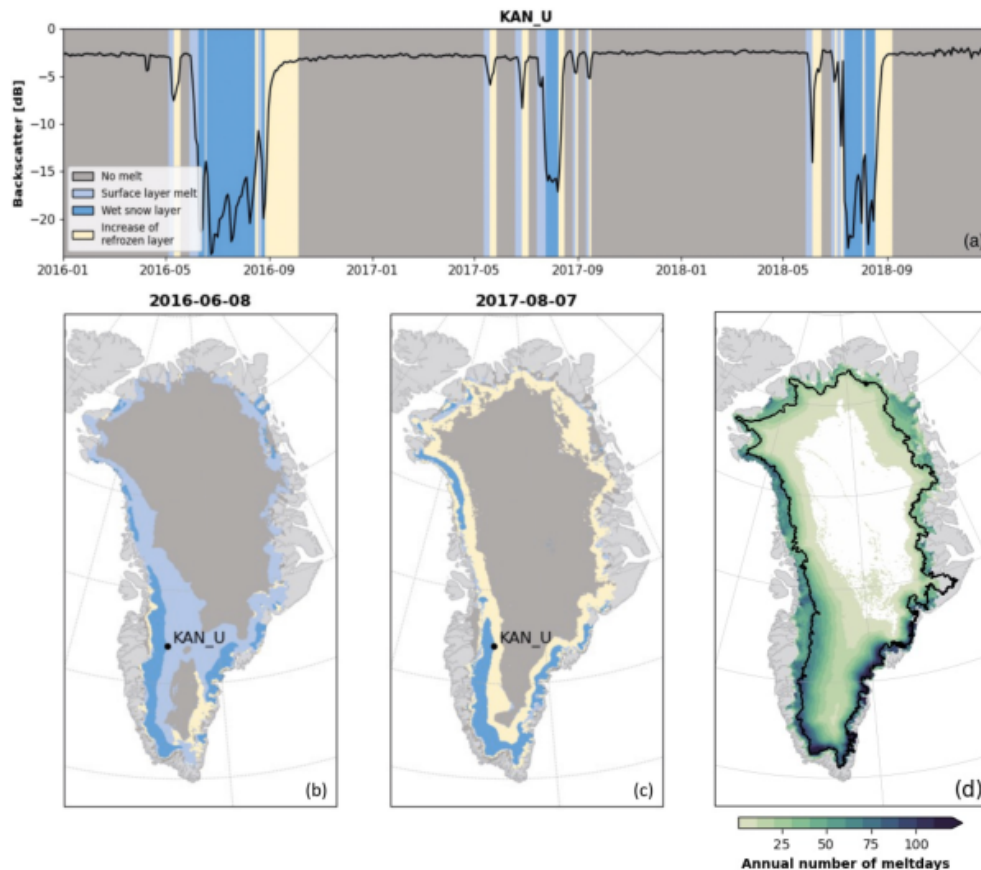 KAN_U
0
−5
−10
−15
−20
Backscatter [dB]
No melt
Surface layer melt
Wet snow layer
Increase of
refrozen layer
(a)
2016-01 2016-05 2016-09 2017-01 2017-05 2017-09 2018-01 2018-05 2018-09
2016-06-08 2017-08-07
KAN_U
KAN_U
(b) (c) (d)
25 50 75 100
Annual number of meltdays